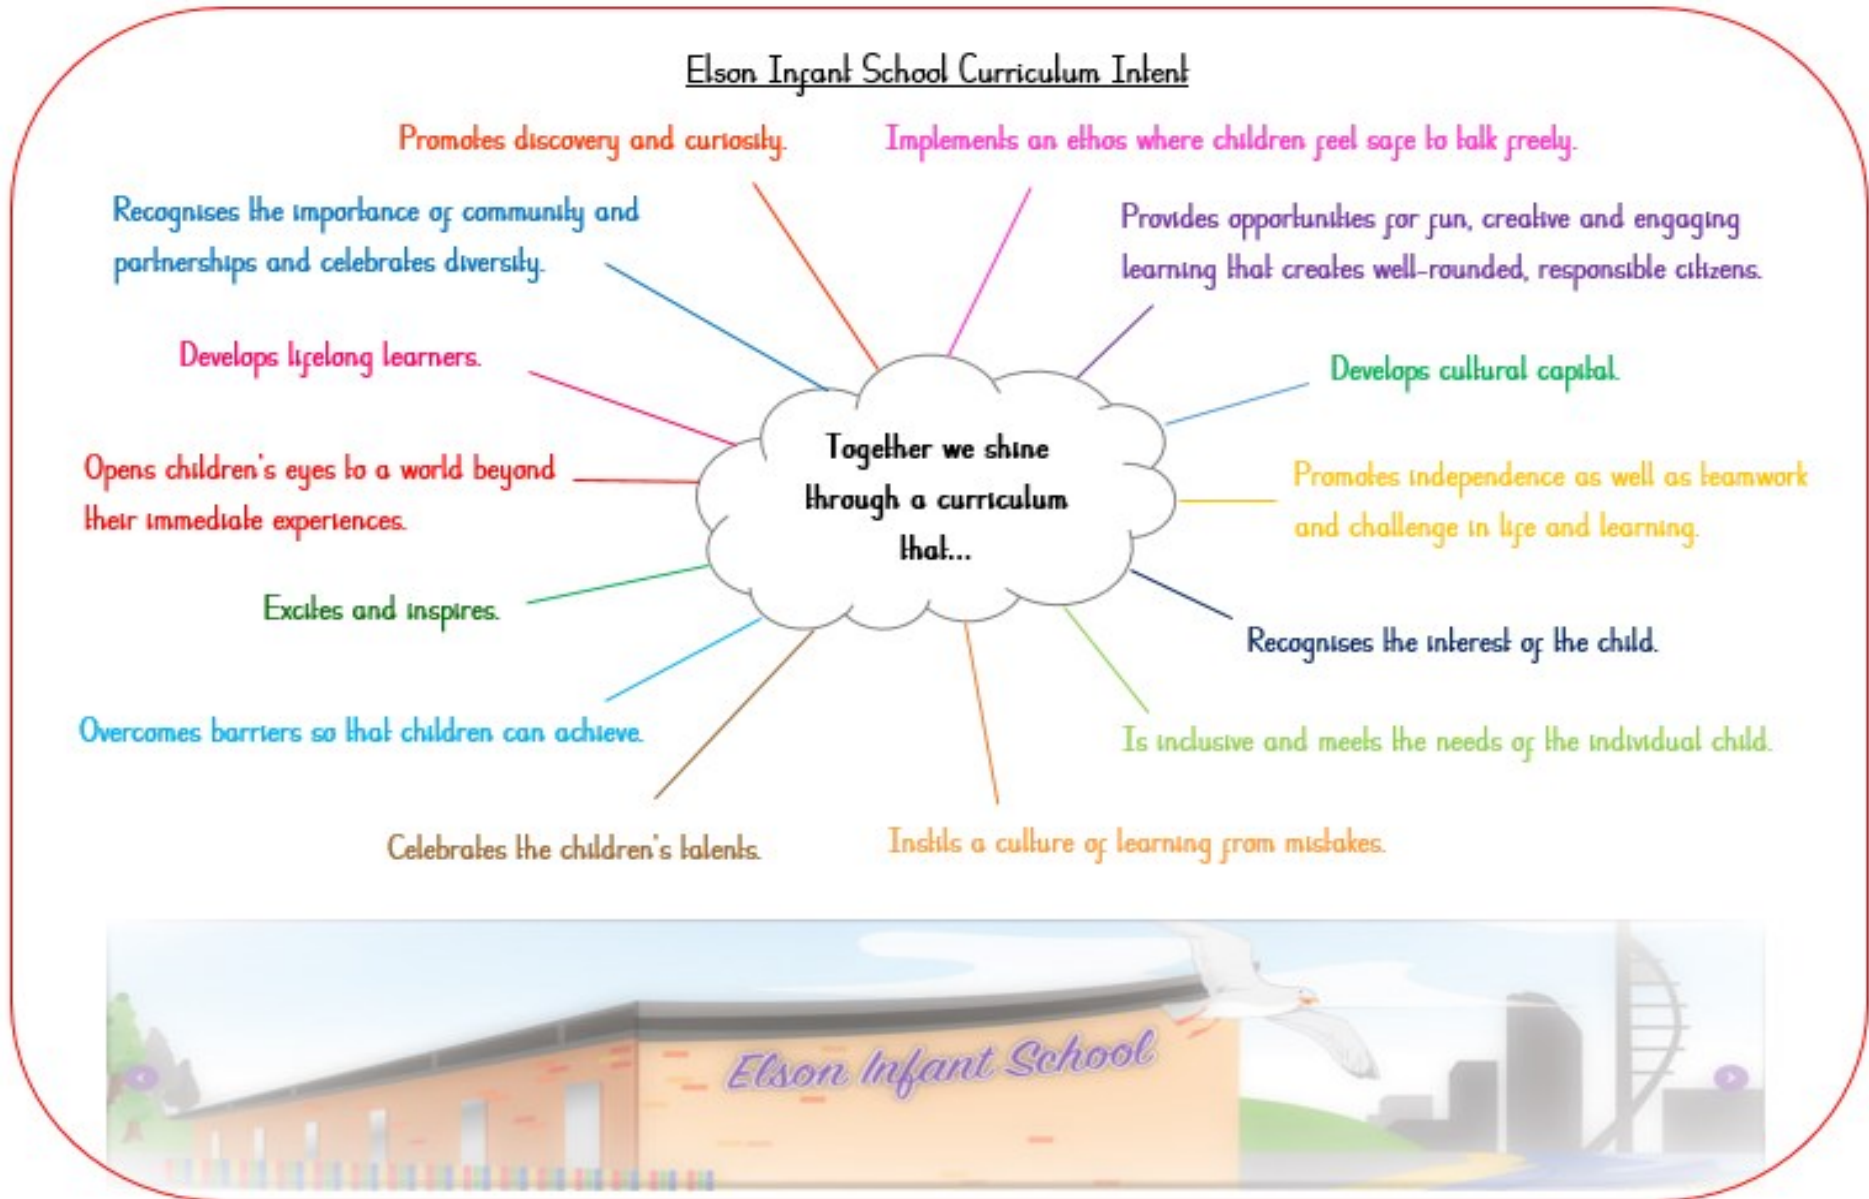 Elson Infant School Curriculum Intent
Promotes discovery and curiosity.
Implements an ethos where children feel safe to talk freely.
Recognises the importance of community and
partnerships and celebrates diversity.
Provides opportunities for fun, creative and engaging
learning that creates well-rounded, responsible citizens.
Develops lifelong learners.
Develops cultural capital.
Together we shine
through a curriculum
that...
Opens children's eyes to a world beyond
their immediate experiences.
Promotes independence as well as teamwork
and challenge in life and learning.
Excites and inspires.
Recognises the interest of the child.
Overcomes barriers so that children can achieve.
Is inclusive and meets the needs of the individual child.
Celebrates the children's talents.
Instils a culture of learning from mistakes.
Elson Infant School